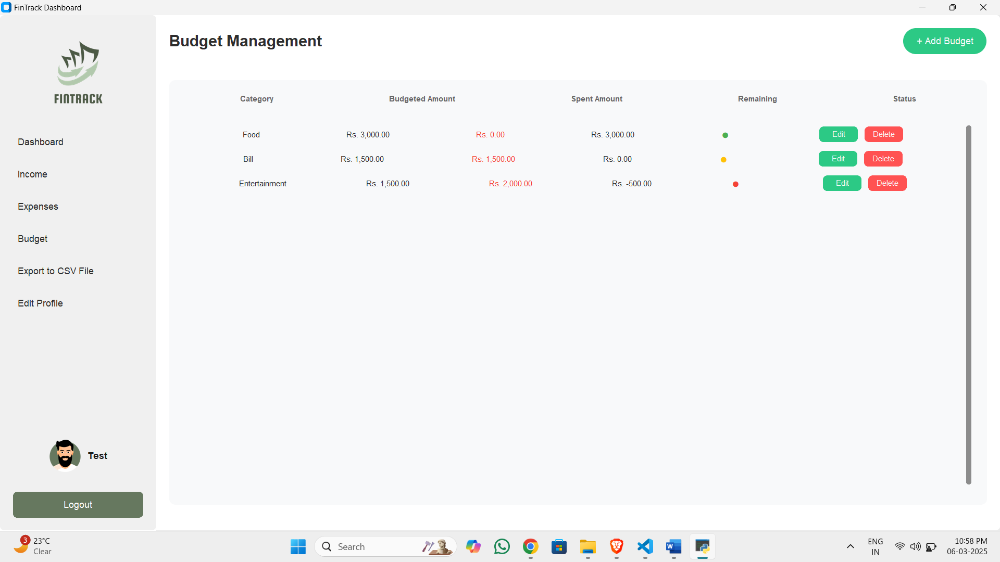 FinTrack Dashboard
FINTRACK
Dashboard
Income
Expenses
Budget
Export to CSV File
Edit Profile
Test
Logout
Budget Management
+ Add Budget
Category Budgeted Amount Spent Amount Remaining Status
Food Rs. 3,000.00 Rs. 0.00 Rs. 3,000.00 Edit Delete
Bill Rs. 1,500.00 Rs. 1,500.00 Rs. 0.00 Edit Delete
Entertainment Rs. 1,500.00 Rs. 2,000.00 Rs. -500.00 Edit Delete
3 23°C
Clear
Search
W
ENG
IN
10:58 PM
06-03-2025